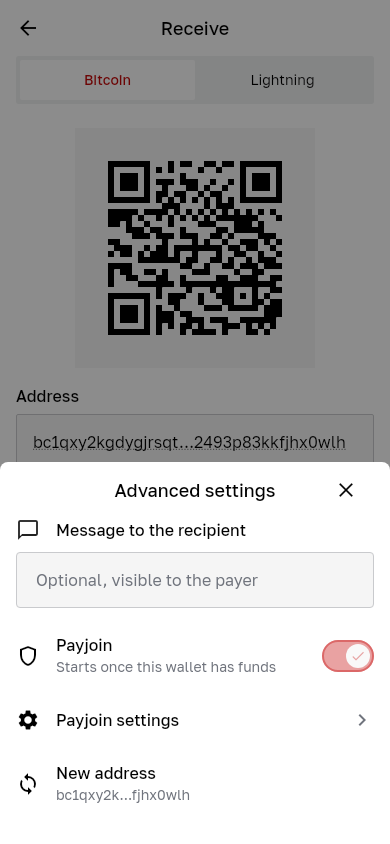 Receive
Bitcoin
Lightning
Address
bc1qxy2kgdygjrsqt...2493p83kkfjhx0wlh
Advanced settings
Message to the recipient
Optional, visible to the payer
Payjoin
Starts once this wallet has funds
Payjoin settings
New address
bc1qxy2k...fjhx0wlh